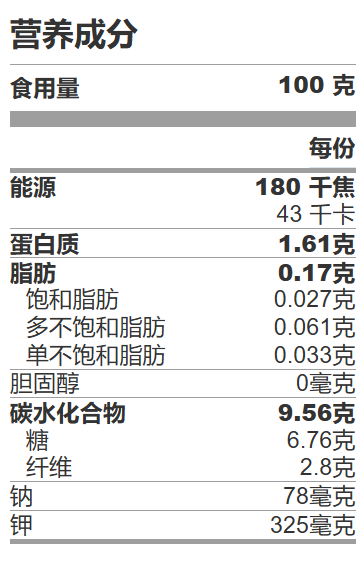 营养成分
食用量 100 克
每份
能源 180 千焦
43 千卡
蛋白质 1.61克
脂肪 0.17克
饱和脂肪 0.027克
多不饱和脂肪 0.061克
单不饱和脂肪 0.033克
胆固醇 0毫克
碳水化合物 9.56克
糖 6.76克
纤维 2.8克
钠 78毫克
钾 325毫克